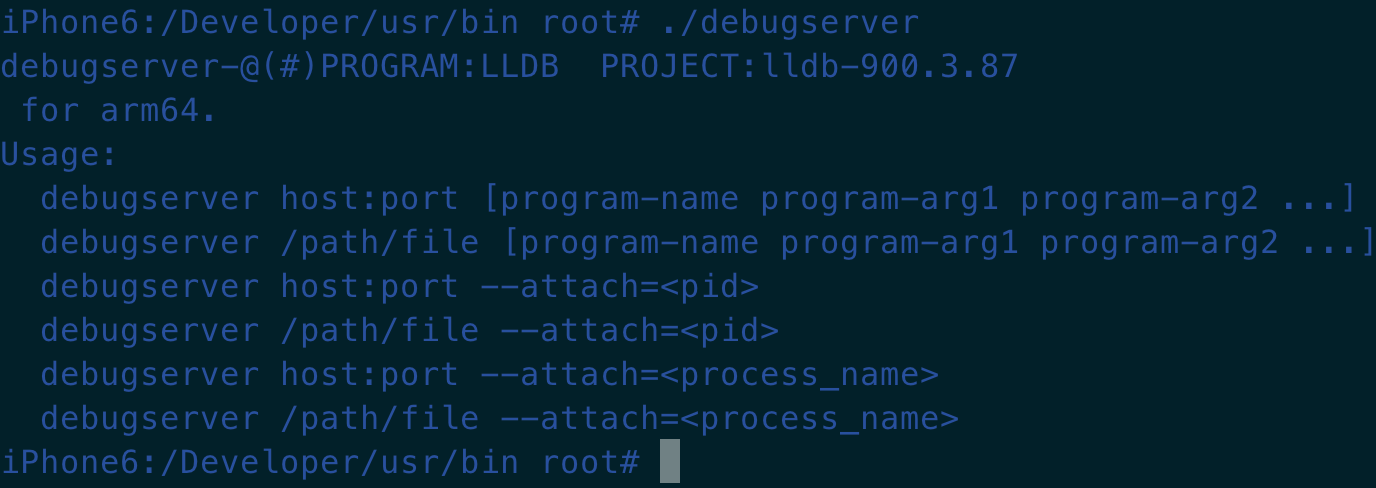 iPhone6:/Developer/usr/bin root# ./debugserver
debugserver-@(#)PROGRAM:LLDB  PROJECT:lldb-900.3.87
 for arm64.
Usage:
  debugserver host:port [program-name program-arg1 program-arg2 ...]
  debugserver /path/file [program-name program-arg1 program-arg2 ...]
  debugserver host:port --attach=<pid>
  debugserver /path/file --attach=<pid>
  debugserver host:port --attach=<process_name>
  debugserver /path/file --attach=<process_name>
iPhone6:/Developer/usr/bin root#